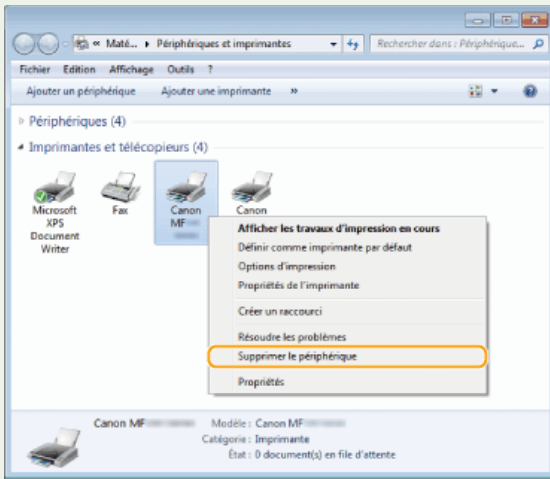 « Maté... ▸ Périphériques et imprimantes
Rechercher dans : Périphérique...
Fichier Edition Affichage Outils ?
Ajouter un périphérique Ajouter une imprimante »
Périphériques (4)
Imprimantes et télécopieurs (4)
Microsoft XPS Document Writer
Fax
Canon MF
Canon
Afficher les travaux d'impression en cours
Définir comme imprimante par défaut
Options d'impression
Propriétés de l'imprimante
Créer un raccourci
Résoudre les problèmes
Supprimer le périphérique
Propriétés
Canon MF
Modèle : Canon MF
Catégorie : Imprimante
État : 0 document(s) en file d'attente